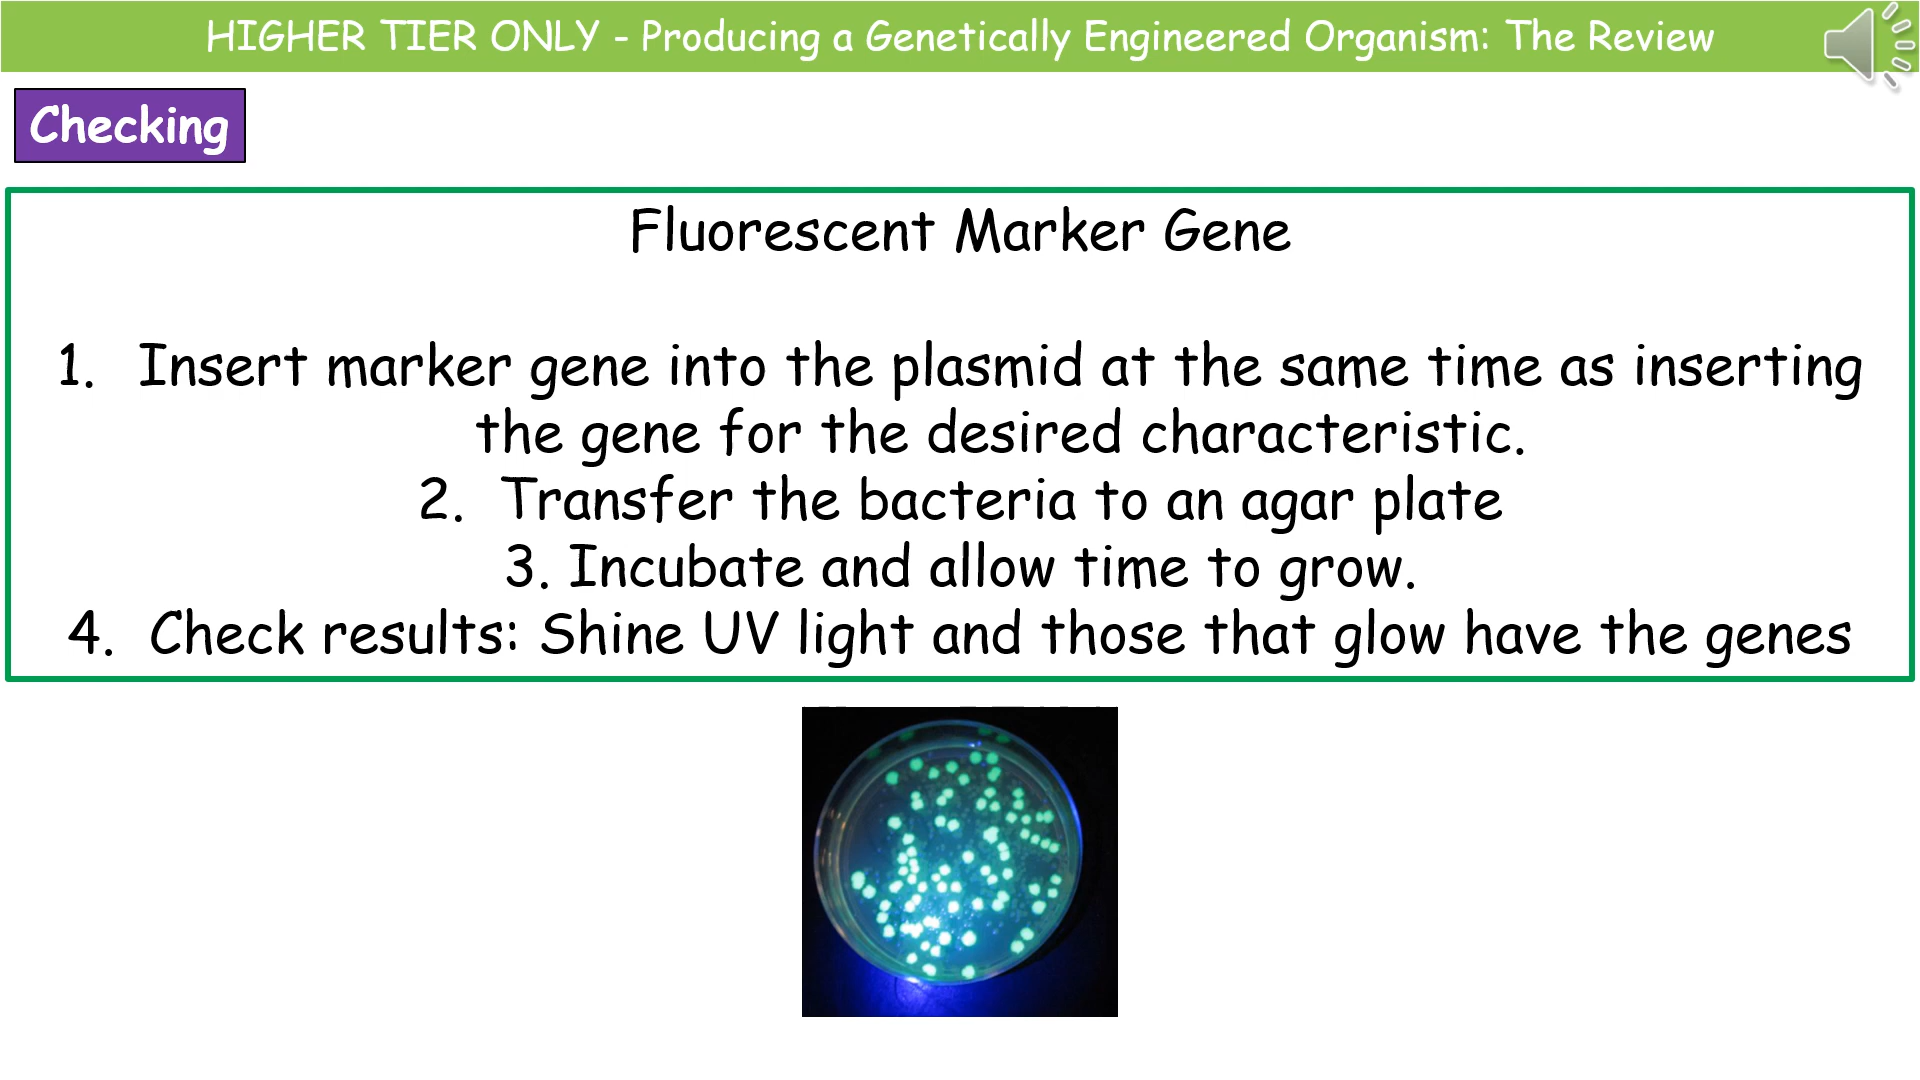 HIGHER TIER ONLY - Producing a Genetically Engineered Organism: The Review
Checking
Fluorescent Marker Gene
1. Insert marker gene into the plasmid at the same time as inserting
the gene for the desired characteristic.
2. Transfer the bacteria to an agar plate
3. Incubate and allow time to grow.
4. Check results: Shine UV light and those that glow have the genes